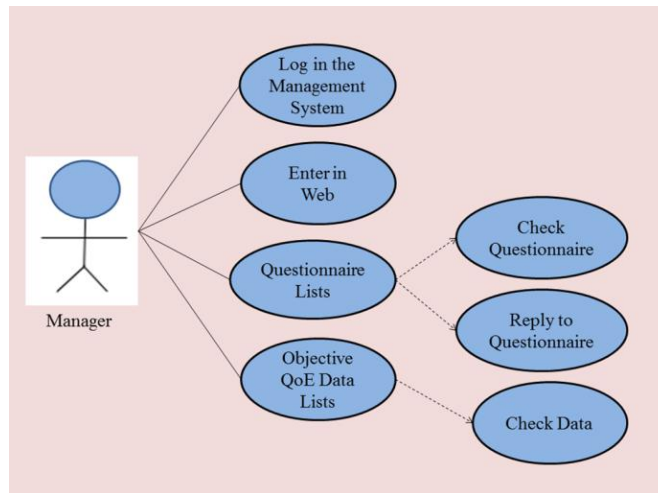 Log in the
Management
System
Enter in
Web
Check
Questionnaire
Questionnaire
Lists
Manager
Reply to
Questionnaire
Objective
QoE Data
Lists
Check Data